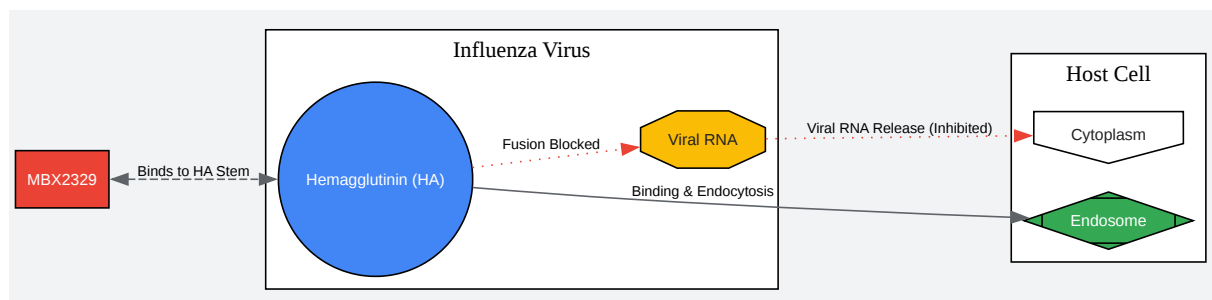 Influenza Virus
Host Cell
MBX2329
Binds to HA Stem
Hemagglutinin (HA)
Fusion Blocked
Viral RNA
Viral RNA Release (Inhibited)
Cytoplasm
Binding & Endocytosis
Endosome